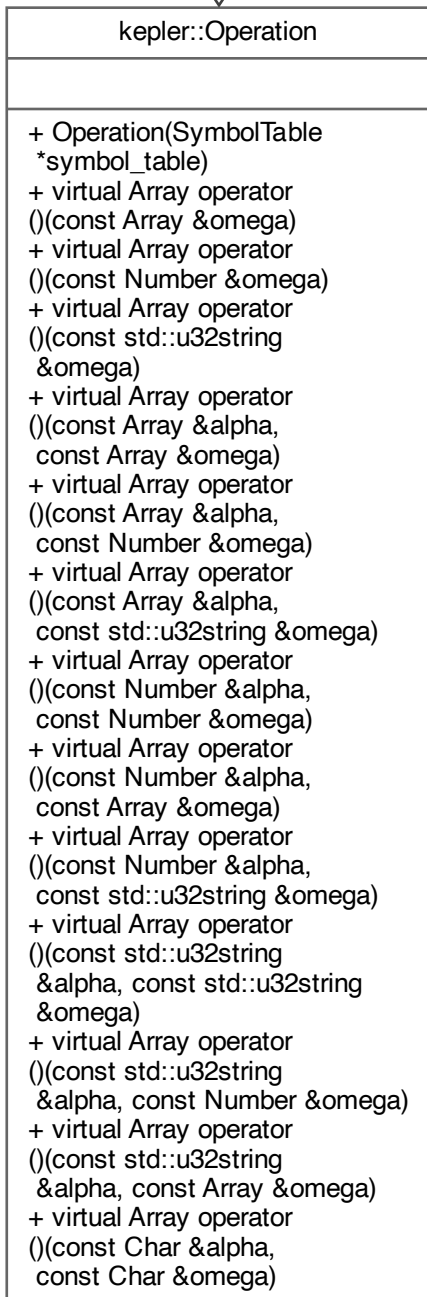 kepler::Operation
+ Operation(SymbolTable
*symbol_table)
+ virtual Array operator
()(const Array &omega)
+ virtual Array operator
()(const Number &omega)
+ virtual Array operator
()(const std::u32string
&omega)
+ virtual Array operator
()(const Array &alpha,
const Array &omega)
+ virtual Array operator
()(const Array &alpha,
const Number &omega)
+ virtual Array operator
()(const Array &alpha,
const std::u32string &omega)
+ virtual Array operator
()(const Number &alpha,
const Number &omega)
+ virtual Array operator
()(const Number &alpha,
const Array &omega)
+ virtual Array operator
()(const Number &alpha,
const std::u32string &omega)
+ virtual Array operator
()(const std::u32string
&alpha, const std::u32string
&omega)
+ virtual Array operator
()(const std::u32string
&alpha, const Number &omega)
+ virtual Array operator
()(const std::u32string
&alpha, const Array &omega)
+ virtual Array operator
()(const Char &alpha,
const Char &omega)